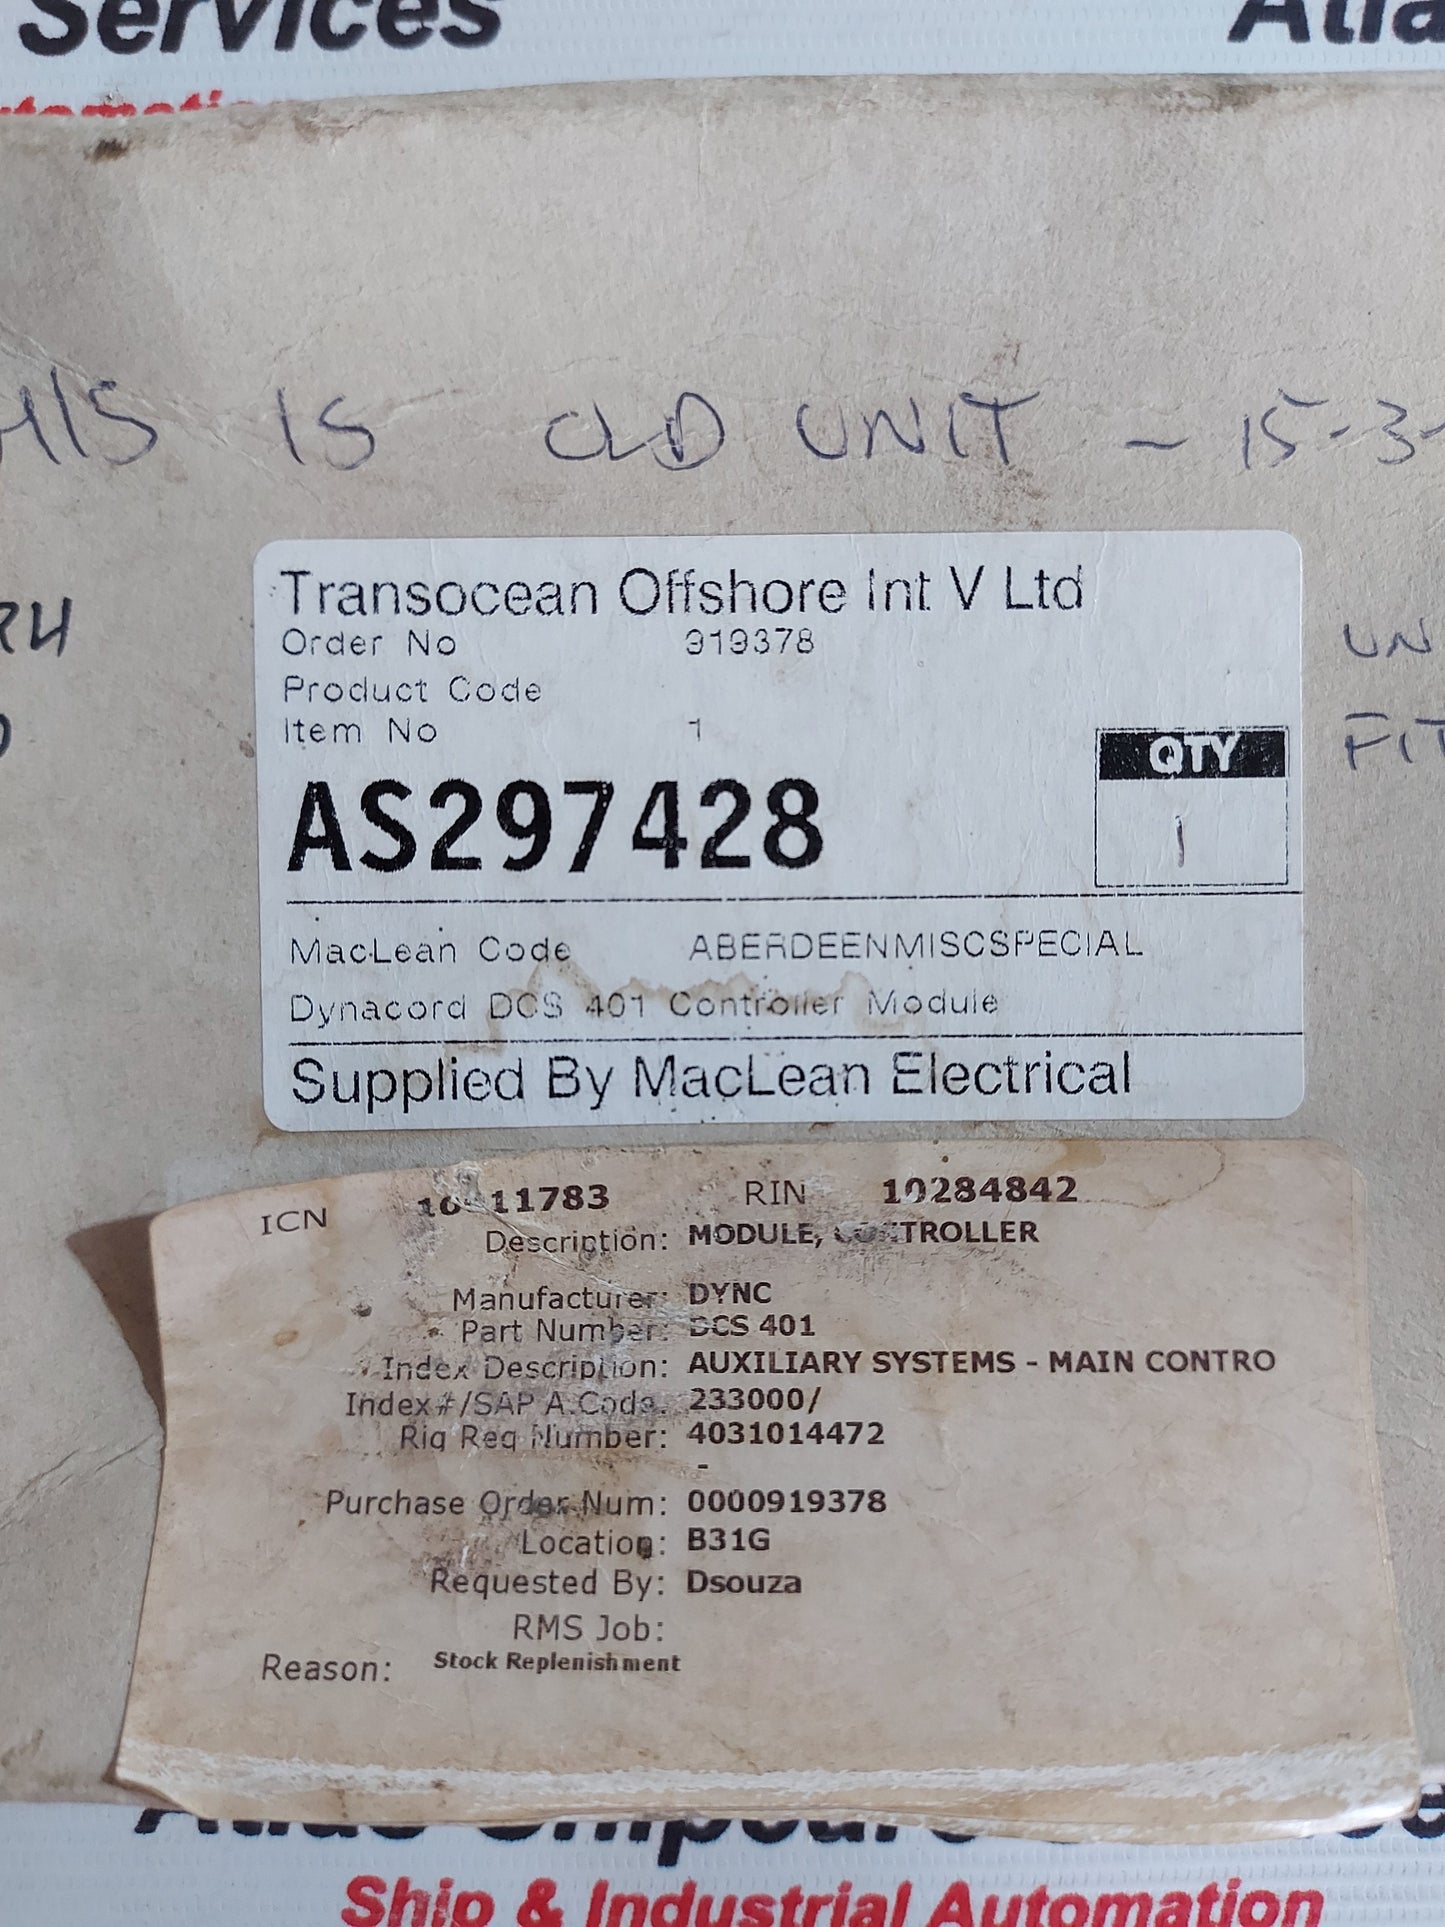 Services
HIS IS OLD UNIT - 15-3-
Transocean Offshore Int V Ltd
Order No 919378
Product Code
Item No 1
QTY
AS297428
1
MacLean Code ABERDEENMISCSPECIAL
Dynacord DCS 401 Controller Module
Supplied By MacLean Electrical
ICN RIN 10284842
Description: MODULE, CONTROLLER
Manufacturer: DYNC
Part Number: DCS 401
Index Description: AUXILIARY SYSTEMS - MAIN CONTRO
Index#/SAP A.Code. 233000/
Rig Req Number: 4031014472
-
Purchase Order Num: 0000919378
Location: B31G
Requested By: Dsouza
RMS Job:
Reason: Stock Replenishment
Ship & Industrial Automation